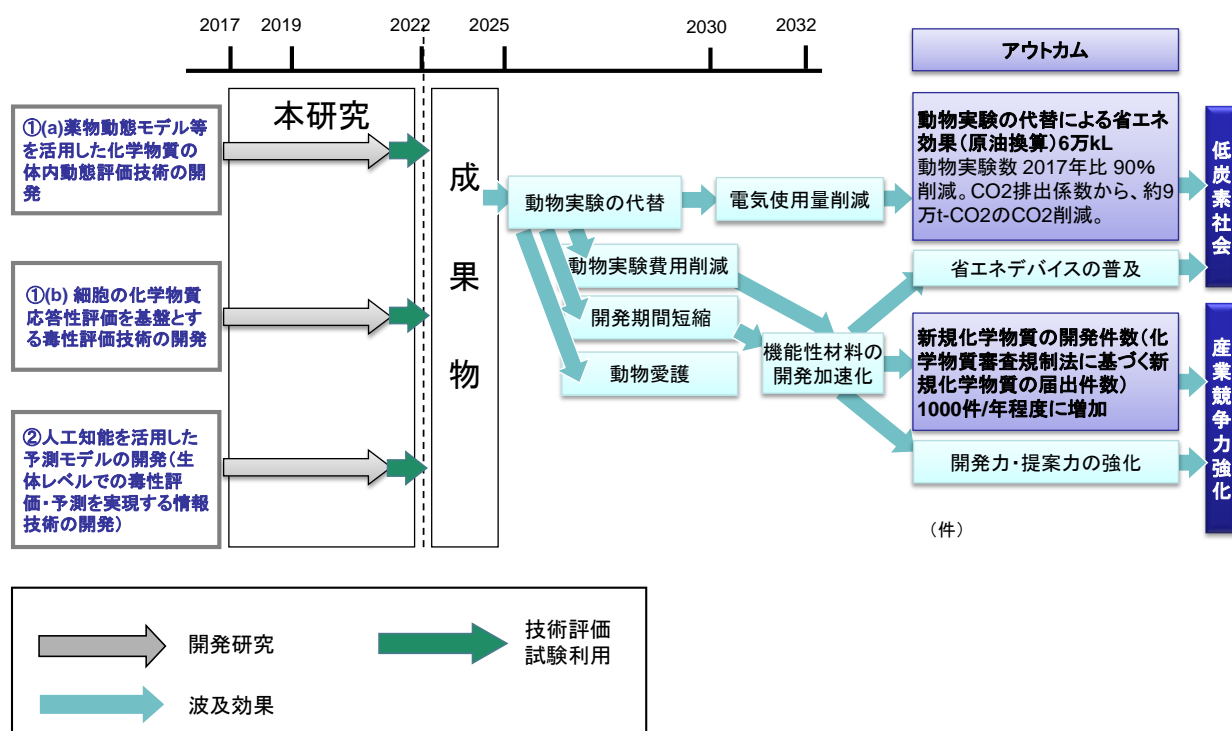 2017
2019
2022
2025
2030
2032
アウトカム
本研究
成
果
物
①(a)薬物動態モデル等
を活用した化学物質の
体内動態評価技術の開
発
①(b) 細胞の化学物質
応答性評価を基盤とす
る毒性評価技術の開発
②人工知能を活用した
予測モデルの開発(生
体レベルでの毒性評
価・予測を実現する情報
技術の開発)
動物実験の代替
電気使用量削減
動物実験費用削減
開発期間短縮
動物愛護
機能性材料の
開発加速化
動物実験の代替による省エネ
効果(原油換算)6万kL
動物実験数 2017年比 90%
削減。CO2排出係数から、約9
万t-CO2のCO2削減。
省エネデバイスの普及
新規化学物質の開発件数(化
学物質審査規制法に基づく新
規化学物質の届出件数)
1000件/年程度に増加
開発力・提案力の強化
(件)
低炭素社会
産業競争力強化
開発研究
技術評価
試験利用
波及効果